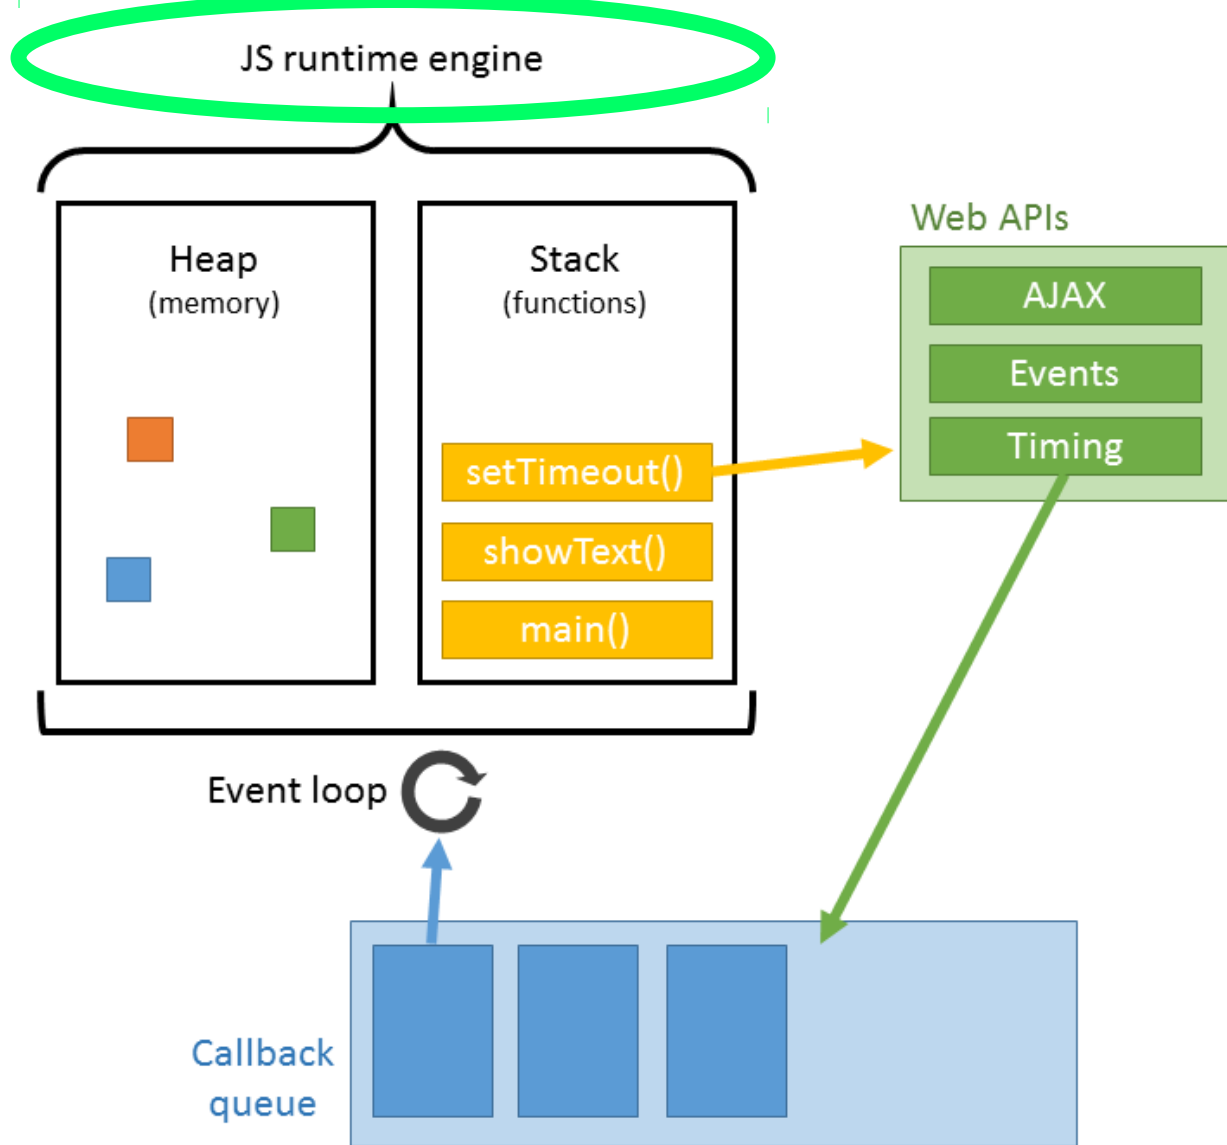 JS runtime engine
Heap
(memory)
Stack
(functions)
setTimeout()
showText()
main()
Web APIs
AJAX
Events
Timing
Event loop
Callback
queue